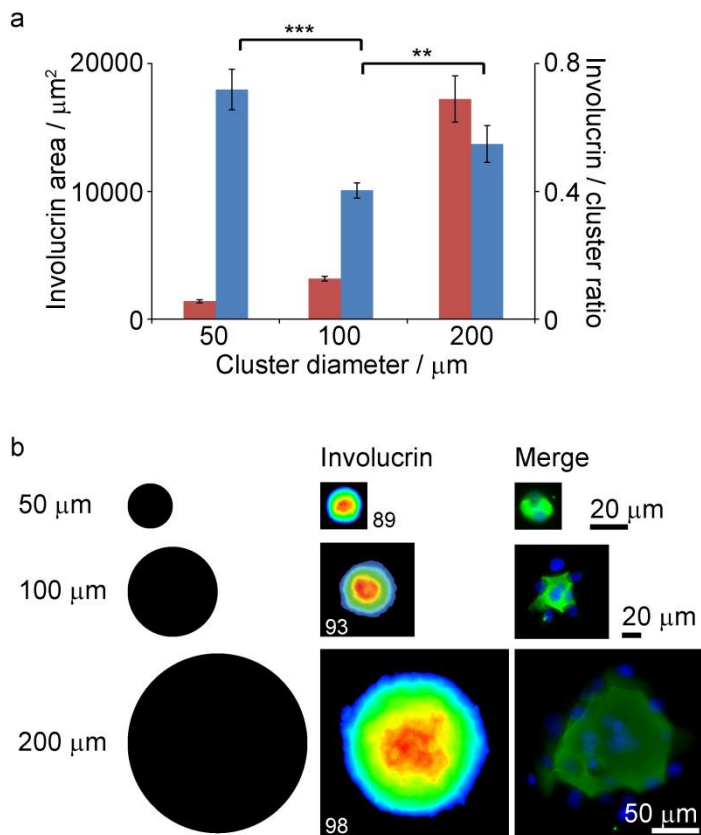 a
***
**
20000
10000
0
Involucrin area / μm²
0.8
0.4
0
Involucrin / cluster ratio
50 100 200
Cluster diameter / μm
b
Involucrin Merge
50 μm
89
20 μm
100 μm
93
20 μm
200 μm
98
50 μm